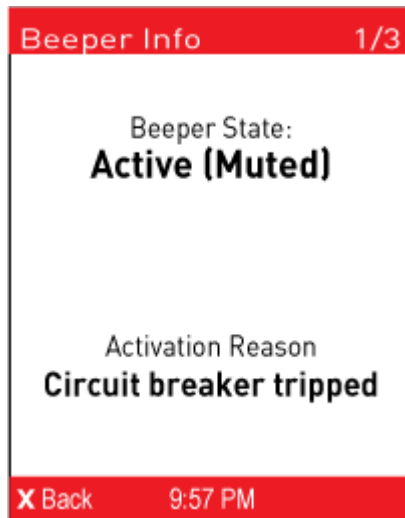 Beeper Info 1/3
Beeper State:
Active (Muted)
Activation Reason
Circuit breaker tripped
X Back 9:57 PM